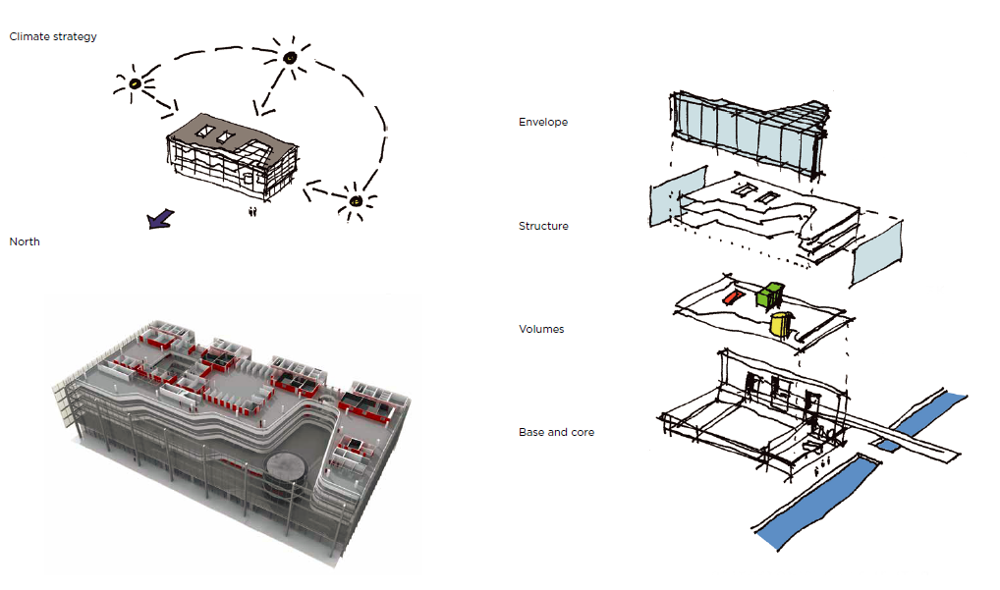 Climate strategy
North
Envelope
Structure
Volumes
Base and core